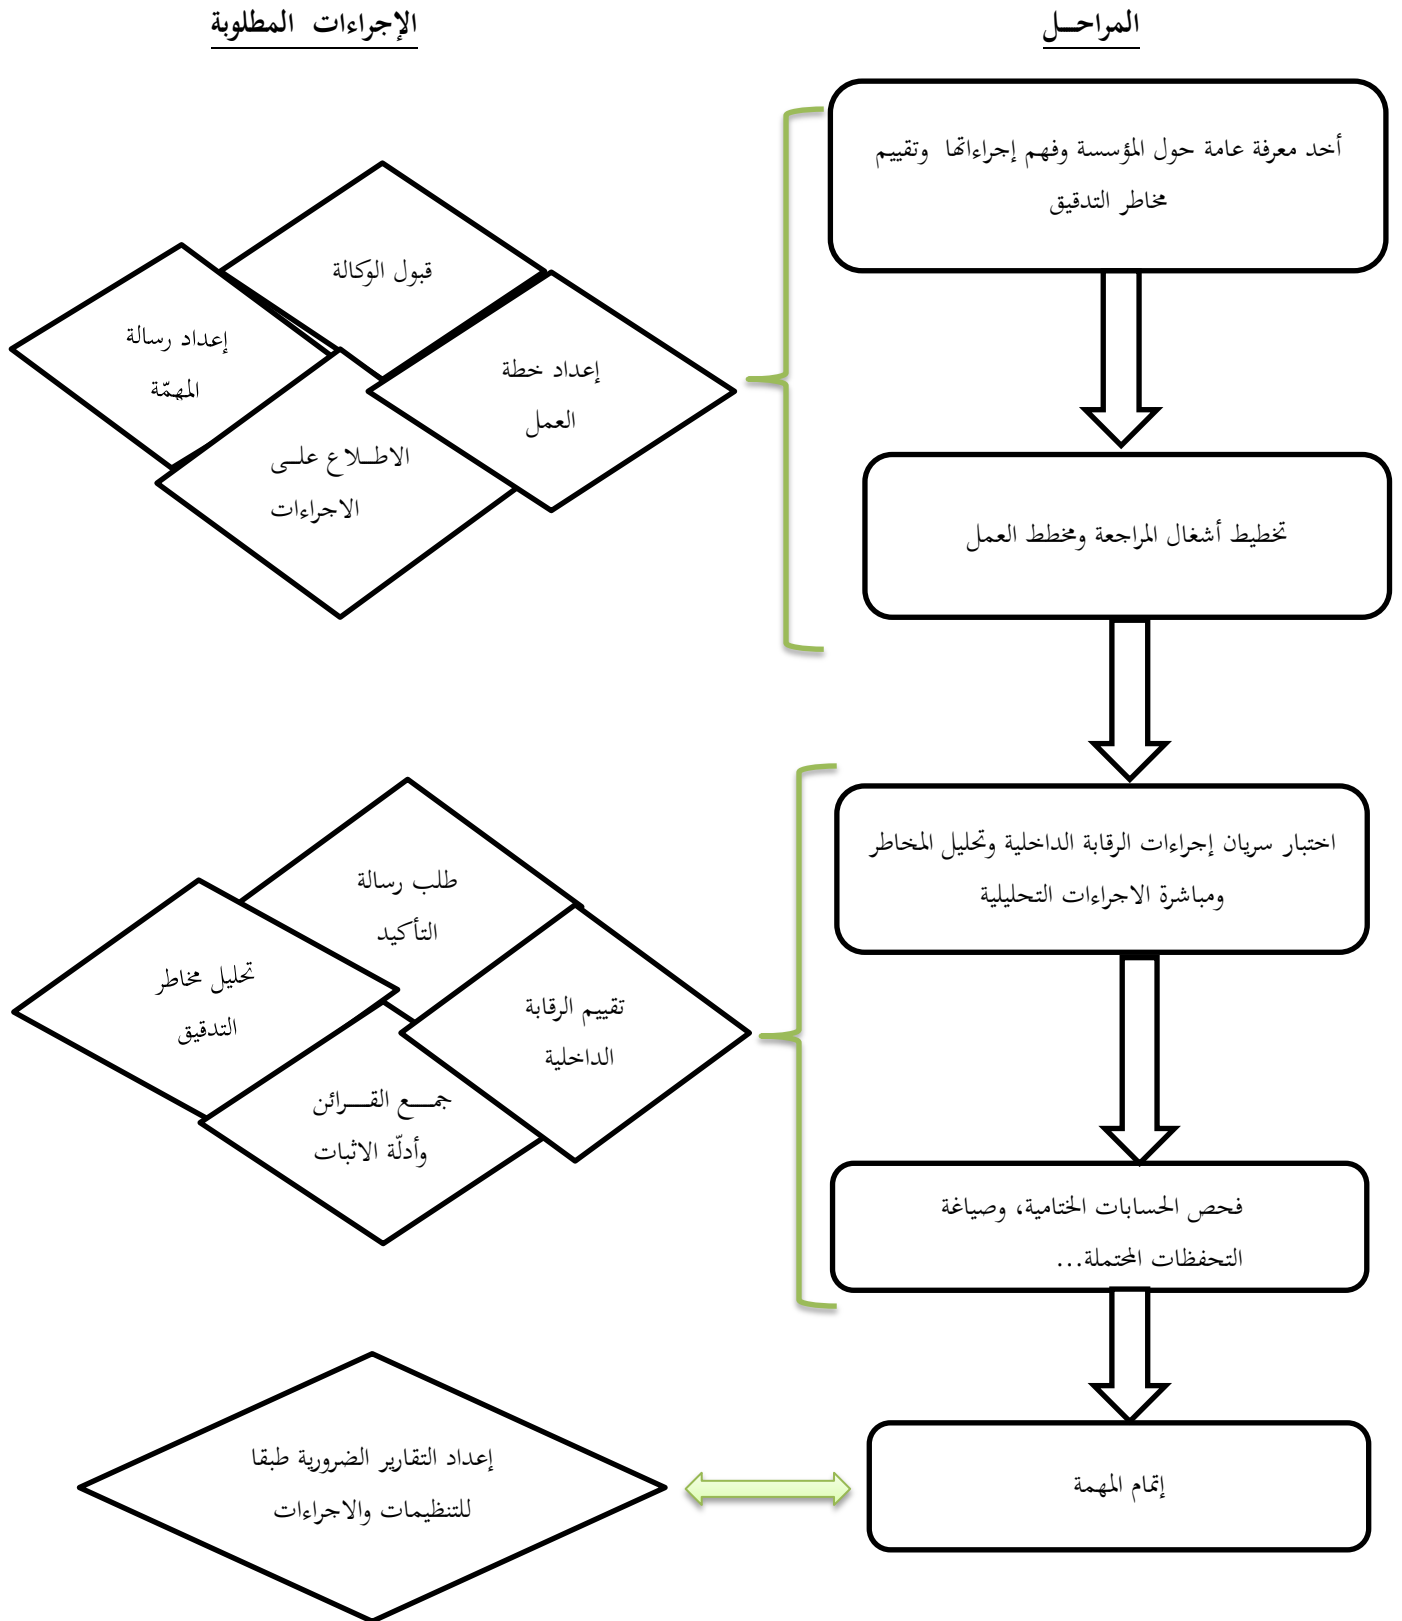 المراحــل
الإجراءات المطلوبة
أخد معرفة عامة حول المؤسسة وفهم إجراءاتها وتقييم
مخاطر التدقيق
قبول الوكالة
إعداد رسالة
المهمّة
إعداد خطة
العمل
الاطــلاع علــى
الاجراءات
تخطيط أشغال المراجعة ومخطط العمل
اختبار سريان إجراءات الرقابة الداخلية وتحليل المخاطر
ومباشرة الاجراءات التحليلية
طلب رسالة
التأكيد
تحليل مخاطر
التدقيق
تقييم الرقابة
الداخلية
جمــع القــرائن
وأدلّة الاثبات
فحص الحسابات الختامية، وصياغة
التحفظات المحتملة...
إتمام المهمة
إعداد التقارير الضرورية طبقا
للتنظيمات والاجراءات